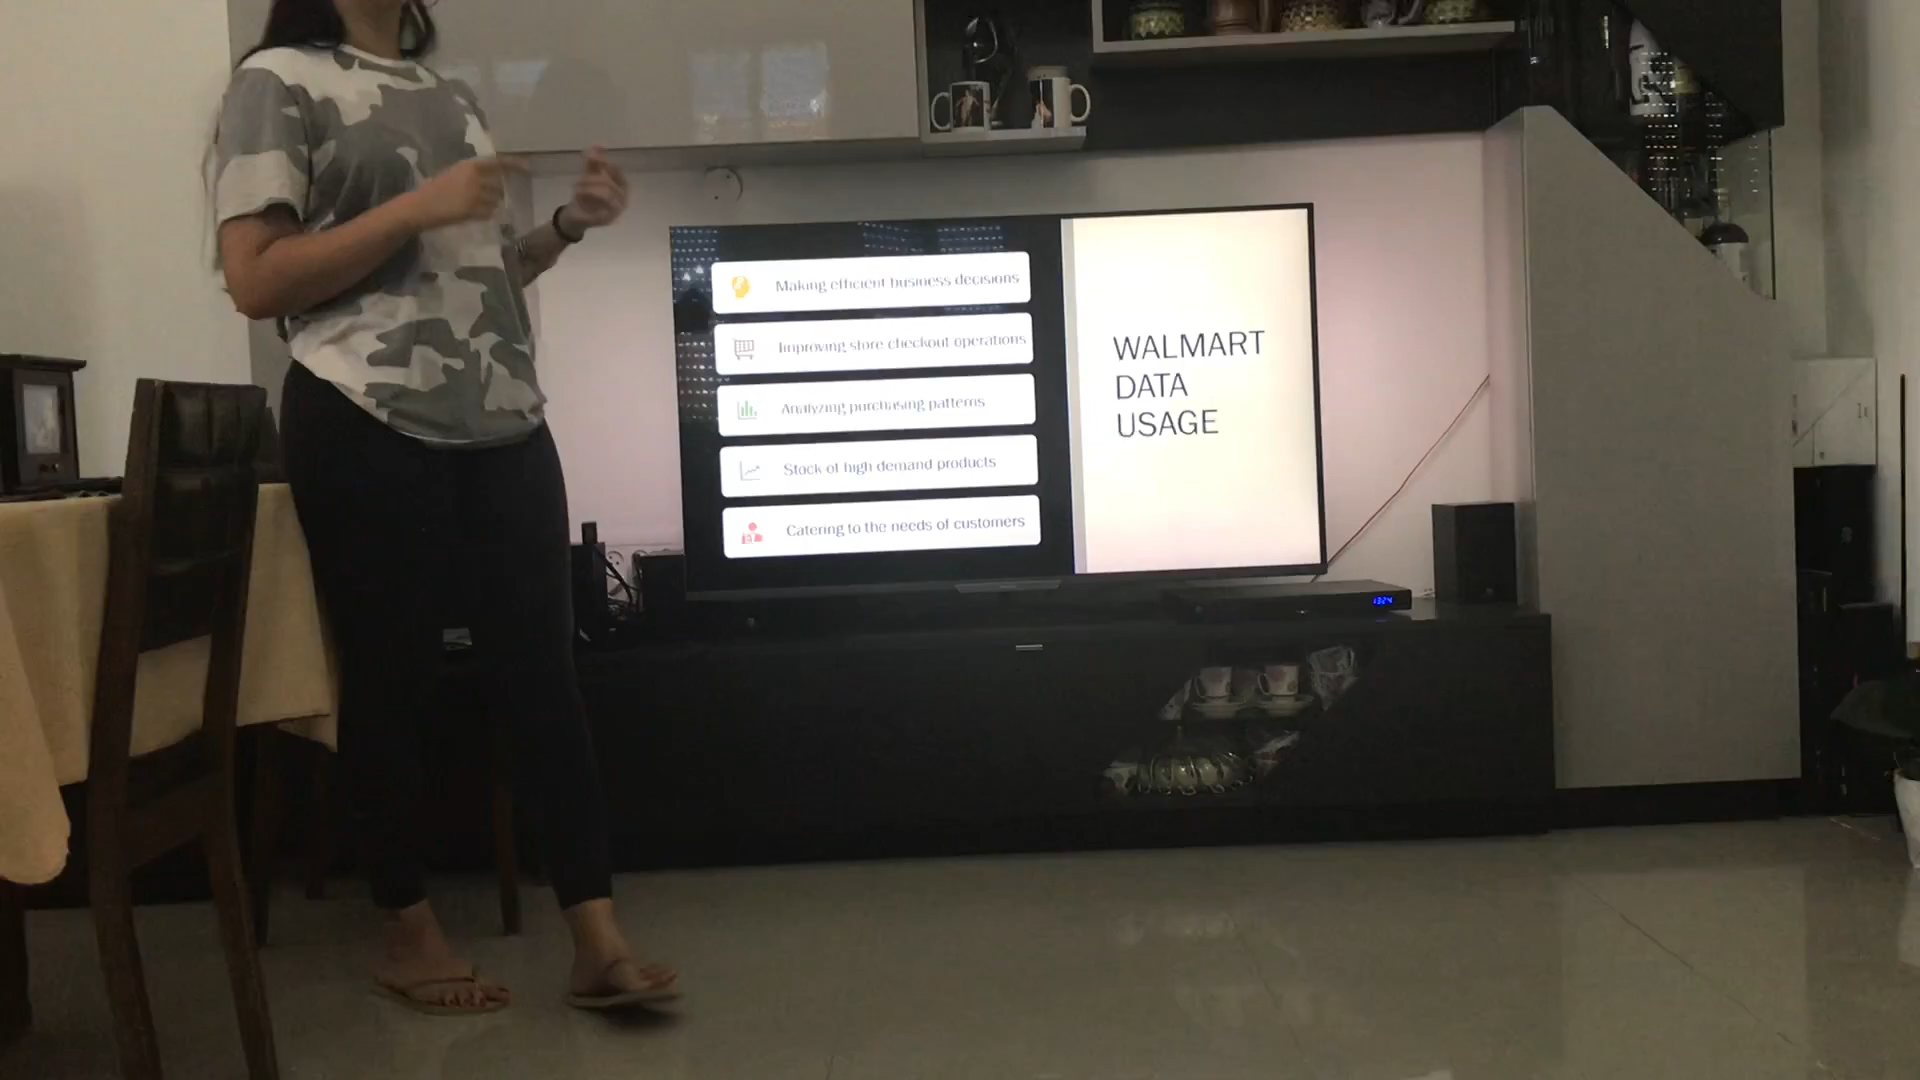 Making efficient business decisions
Improving store checkout operations
Analyzing purchasing patterns
Stock of high demand products
Catering to the needs of customers
WALMART
DATA
USAGE
1324